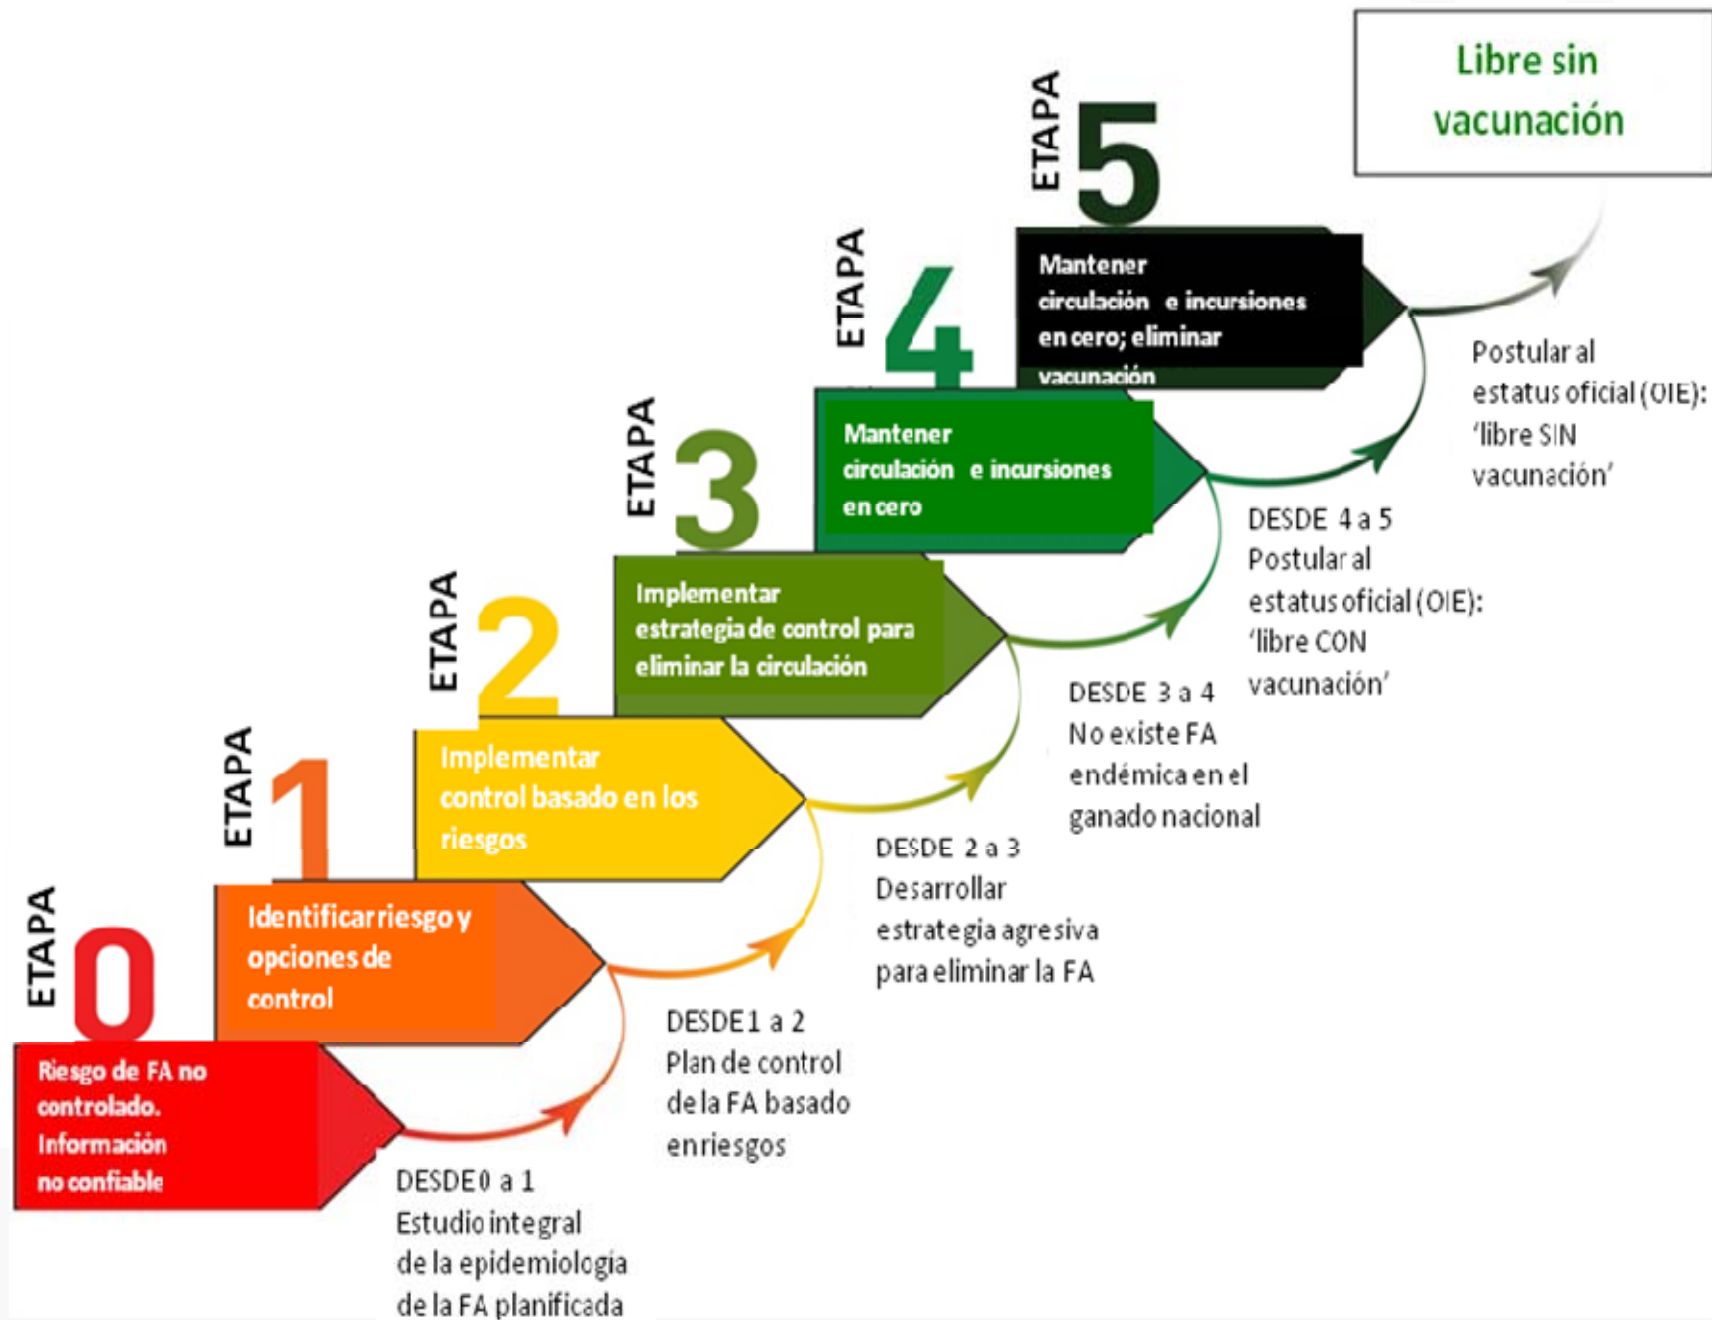 Libre sin
vacunación
ETAPA
5
Mantener
circulación e incursiones
en cero; eliminar
vacunación
Postular al
estatus oficial (OIE):
‘libre SIN
vacunación’
ETAPA
4
Mantener
circulación e incursiones
en cero
DESDE 4 a 5
Postular al
estatus oficial (OIE):
‘libre CON
vacunación’
ETAPA
3
Implementar
estrategia de control para
eliminar la circulación
DESDE 3 a 4
No existe FA
endémica en el
ganado nacional
ETAPA
2
Implementar
control basado en los
riesgos
DESDE 2 a 3
Desarrollar
estrategia agresiva
para eliminar la FA
ETAPA
1
Identificar riesgo y
opciones de
control
DESDE 1 a 2
Plan de control
de la FA basado
en riesgos
ETAPA
0
Riesgo de FA no
controlado.
Información
no confiable
DESDE 0 a 1
Estudio integral
de la epidemiología
de la FA planificada